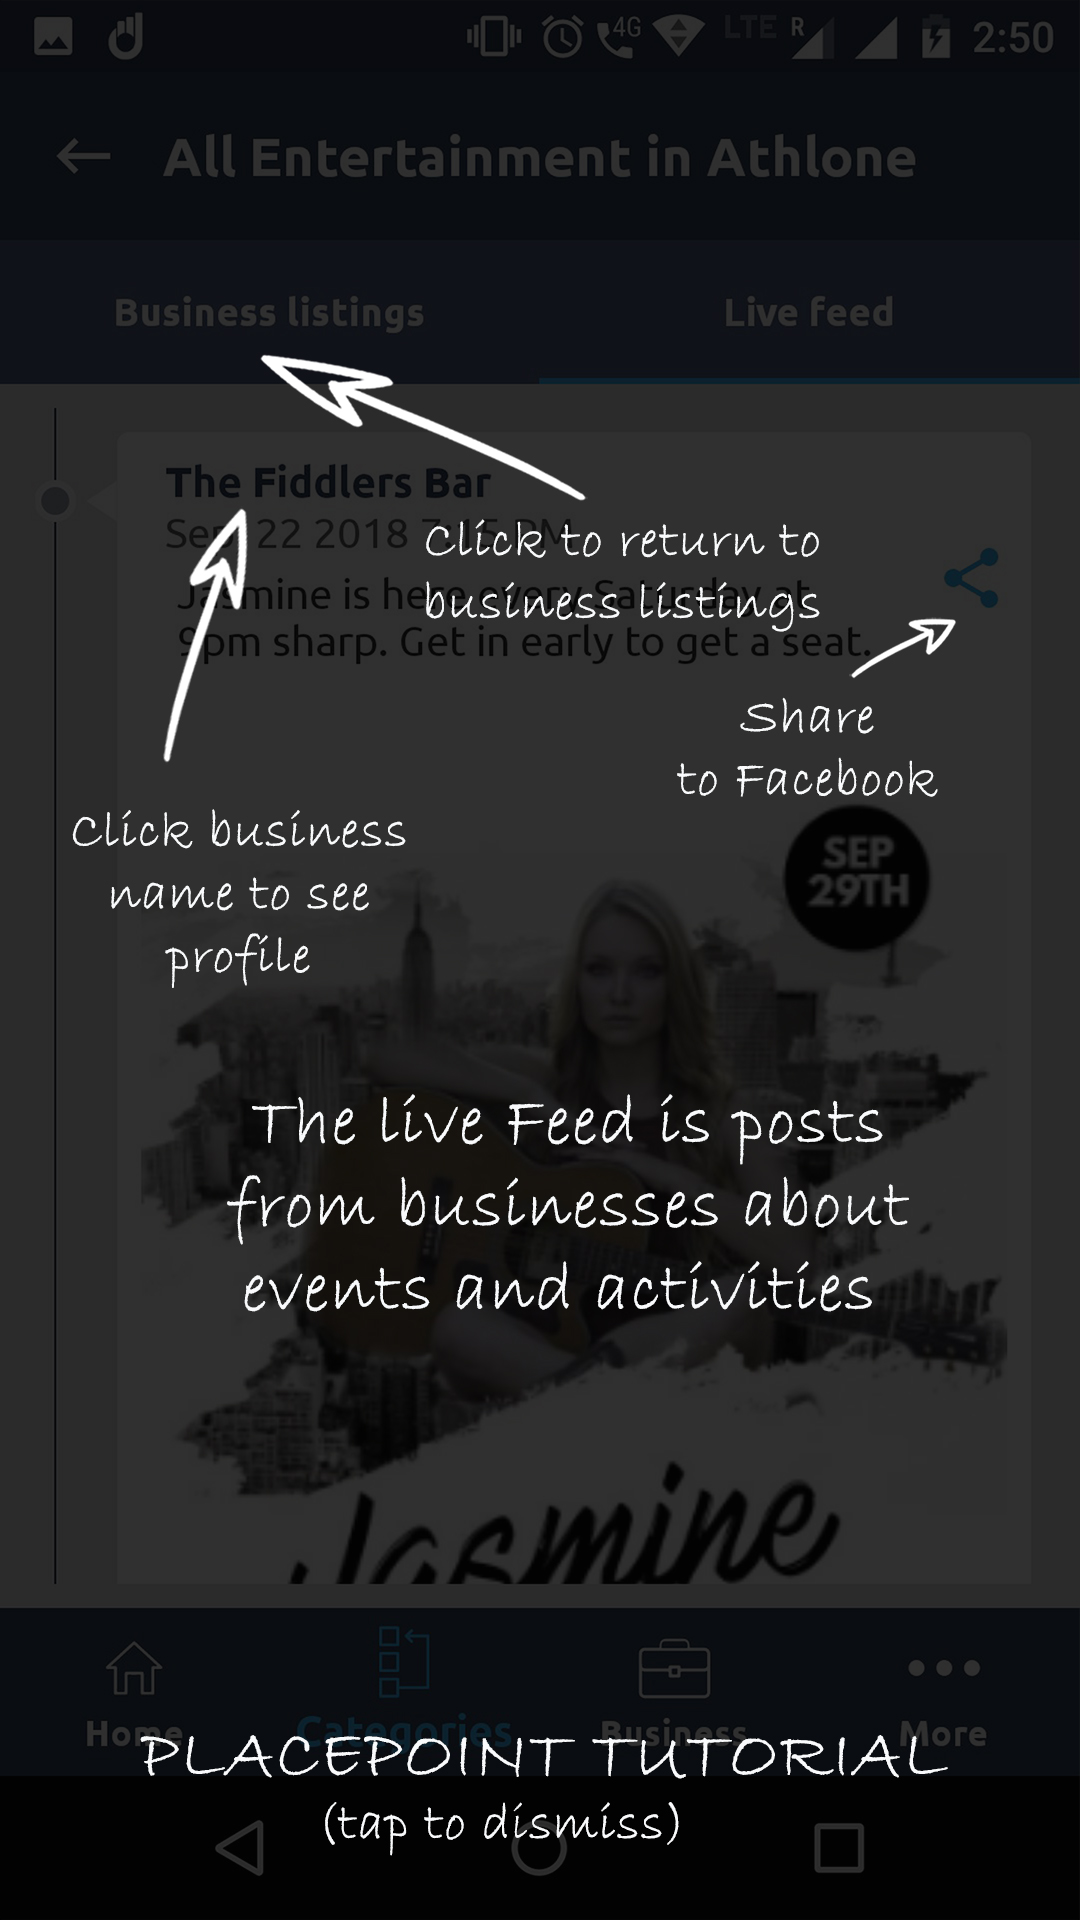 4G
LTE
R
2:50
All Entertainment in Athlone
Business listings
Live feed
The Fiddlers Bar
Sep 22 2018 7:15 PM
Click to return to
business listings
Jasmine is here every Saturday at
9pm sharp. Get in early to get a seat.
Share
to Facebook
Click business
name to see
profile
SEP
29TH
The live Feed is posts
from businesses about
events and activities
Jasmine
Home
Categories
Business
More
PLACEPOINT TUTORIAL
(tap to dismiss)